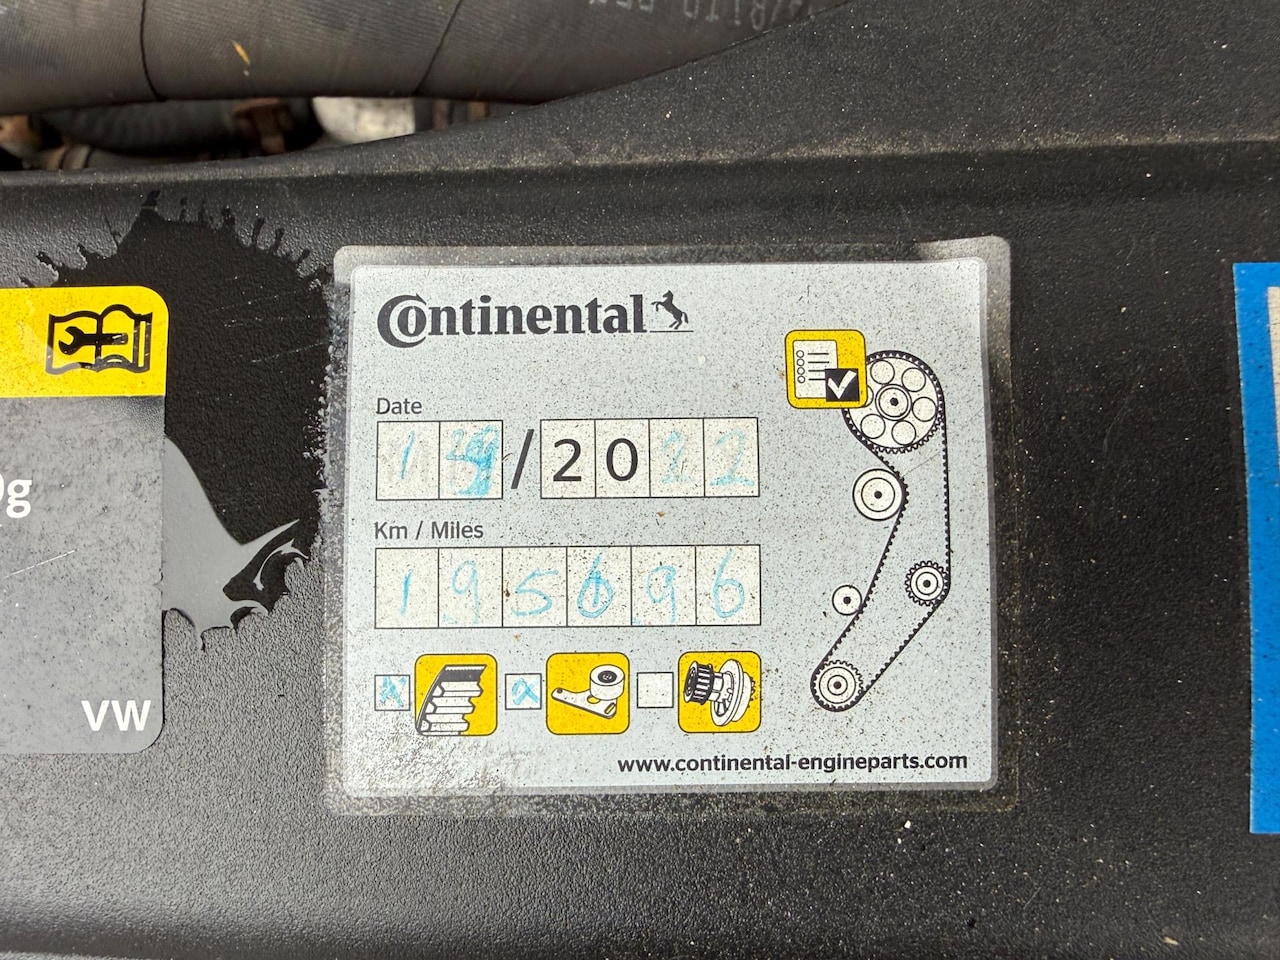 Continental
Date
1 / 2022
Km / Miles
195696
www.continental-engineparts.com
g
VW